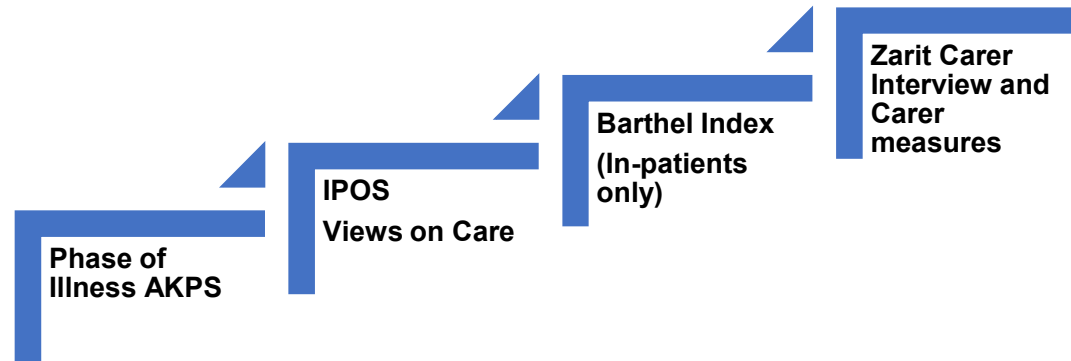 Phase of
Illness AKPS
IPOS
Views on Care
Barthel Index
(In-patients
only)
Zarit Carer
Interview and
Carer
measures